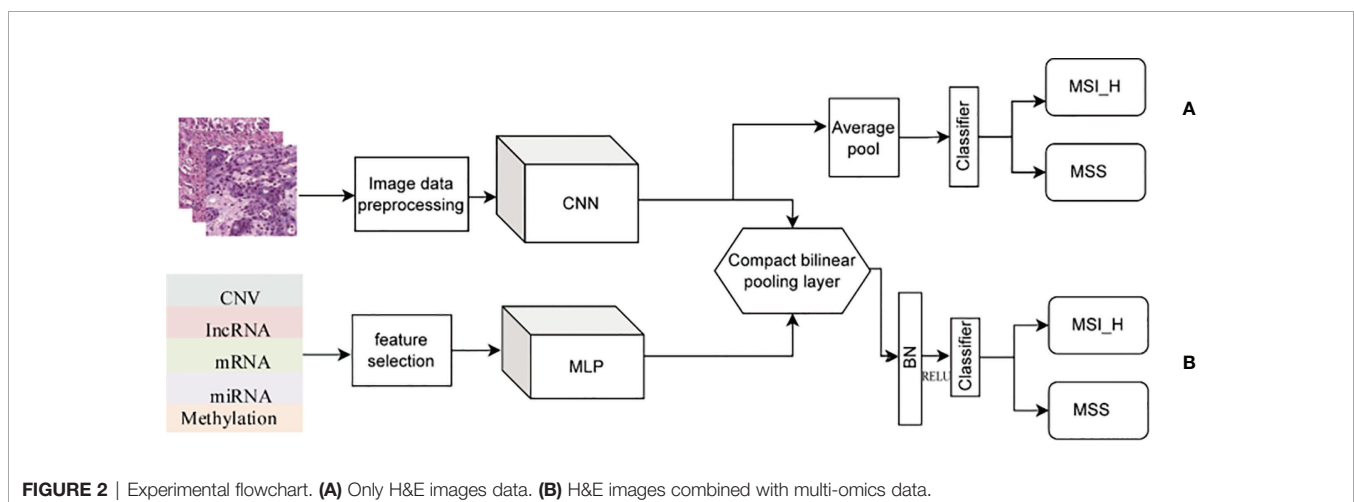 Image data
preprocessing
CNN
Average
pool
Classifier
MSI_H
MSS
A
Compact bilinear
pooling layer
CNV
lncRNA
mRNA
miRNA
Methylation
feature
selection
MLP
BN
RELU
Classifier
MSI_H
MSS
B
FIGURE 2 | Experimental flowchart. (A) Only H&E images data. (B) H&E images combined with multi-omics data.